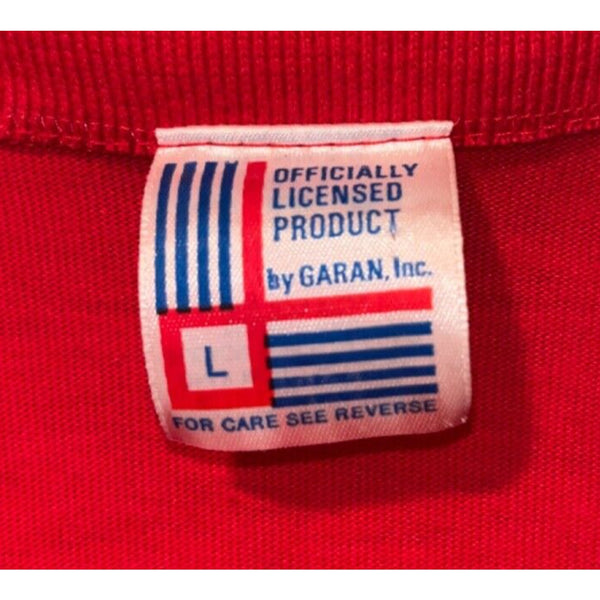 OFFICIALLY
LICENSED
PRODUCT
by GARAN, Inc.
L
FOR CARE SEE REVERSE